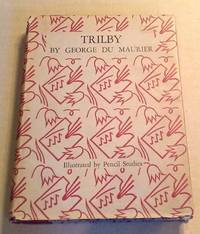 TRILBY
BY GEORGE DU MAURIER
Illustrated by Pencil Studies